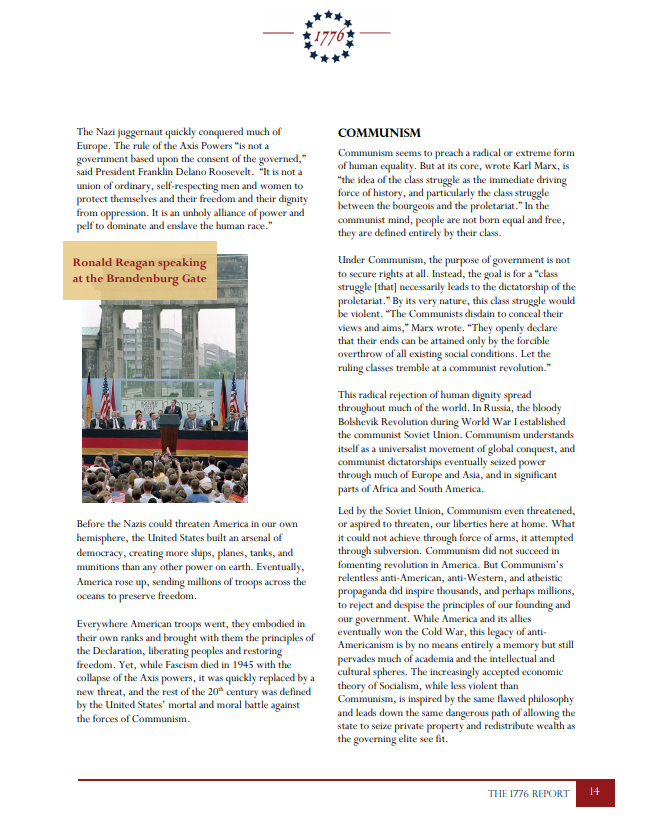 1776
The Nazi juggernaut quickly conquered much of
Europe. The rule of the Axis Powers “is not a
government based upon the consent of the governed,”
said President Franklin Delano Roosevelt.  “It is not a
union of ordinary, self-respecting men and women to
protect themselves and their freedom and their dignity
from oppression. It is an unholy alliance of power and
pelf to dominate and enslave the human race.”
Ronald Reagan speaking
at the Brandenburg Gate
Before the Nazis could threaten America in our own
hemisphere, the United States built an arsenal of
democracy, creating more ships, planes, tanks, and
munitions than any other power on earth. Eventually,
America rose up, sending millions of troops across the
oceans to preserve freedom.
Everywhere American troops went, they embodied in
their own ranks and brought with them the principles of
the Declaration, liberating peoples and restoring
freedom. Yet, while Fascism died in 1945 with the
collapse of the Axis powers, it was quickly replaced by a
new threat, and the rest of the 20th century was defined
by the United States’ mortal and moral battle against
the forces of Communism.
COMMUNISM
Communism seems to preach a radical or extreme form
of human equality. But at its core, wrote Karl Marx, is
“the idea of the class struggle as the immediate driving
force of history, and particularly the class struggle
between the bourgeois and the proletariat.” In the
communist mind, people are not born equal and free,
they are defined entirely by their class.
Under Communism, the purpose of government is not
to secure rights at all. Instead, the goal is for a “class
struggle [that] necessarily leads to the dictatorship of the
proletariat.” By its very nature, this class struggle would
be violent. “The Communists disdain to conceal their
views and aims,” Marx wrote. “They openly declare
that their ends can be attained only by the forcible
overthrow of all existing social conditions. Let the
ruling classes tremble at a communist revolution.”
This radical rejection of human dignity spread
throughout much of the world. In Russia, the bloody
Bolshevik Revolution during World War I established
the communist Soviet Union. Communism understands
itself as a universalist movement of global conquest, and
communist dictatorships eventually seized power
through much of Europe and Asia, and in significant
parts of Africa and South America.
Led by the Soviet Union, Communism even threatened,
or aspired to threaten, our liberties here at home. What
it could not achieve through force of arms, it attempted
through subversion. Communism did not succeed in
fomenting revolution in America. But Communism’s
relentless anti-American, anti-Western, and atheistic
propaganda did inspire thousands, and perhaps millions,
to reject and despise the principles of our founding and
our government. While America and its allies
eventually won the Cold War, this legacy of anti-
Americanism is by no means entirely a memory but still
pervades much of academia and the intellectual and
cultural spheres. The increasingly accepted economic
theory of Socialism, while less violent than
Communism, is inspired by the same flawed philosophy
and leads down the same dangerous path of allowing the
state to seize private property and redistribute wealth as
the governing elite see fit.
THE 1776 REPORT
14